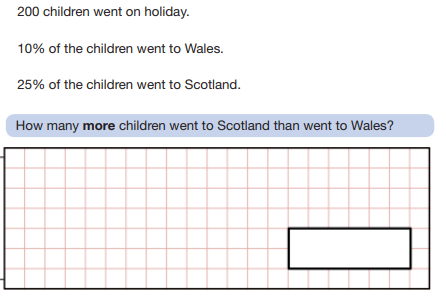 200 children went on holiday.
10% of the children went to Wales.
25% of the children went to Scotland.
How many more children went to Scotland than went to Wales?